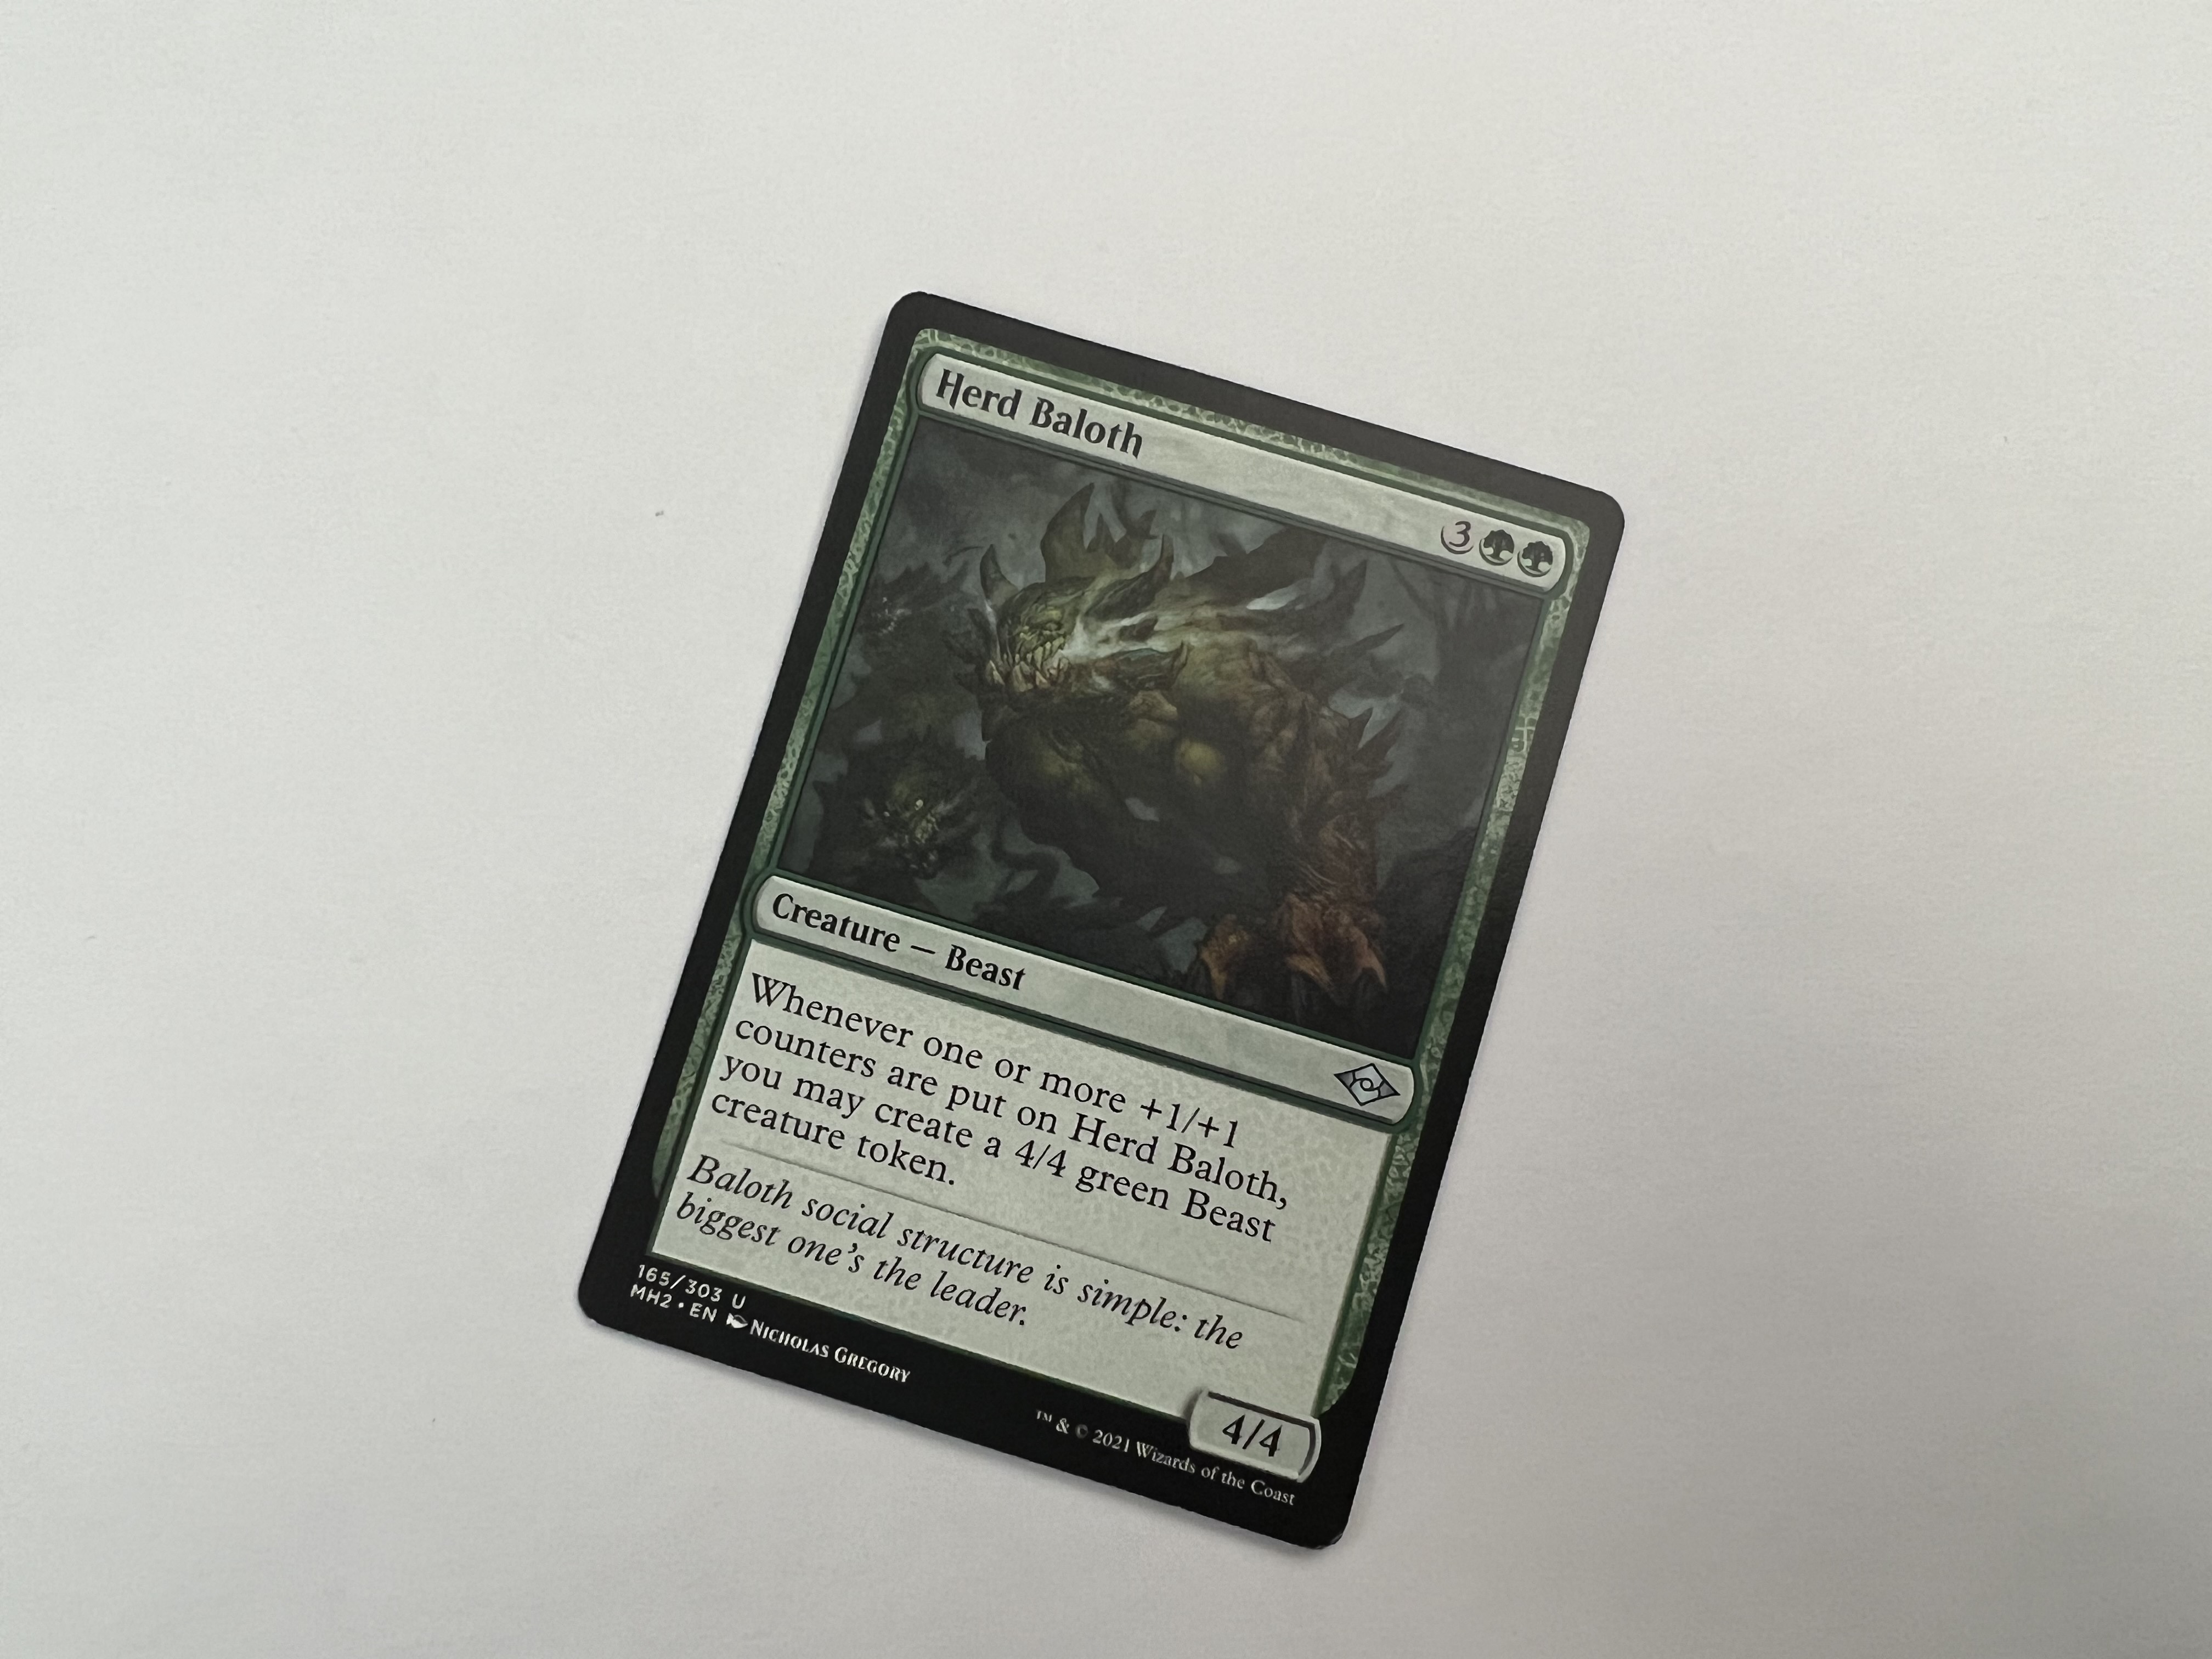 Herd Baloth 3
Creature — Beast
Whenever one or more +1/+1
counters are put on Herd Baloth,
you may create a 4/4 green Beast
creature token.
Baloth social structure is simple: the
biggest one's the leader.
4/4
165/303 U
MH2 • EN NICHOLAS GREGORY
™ & © 2021 Wizards of the Coast